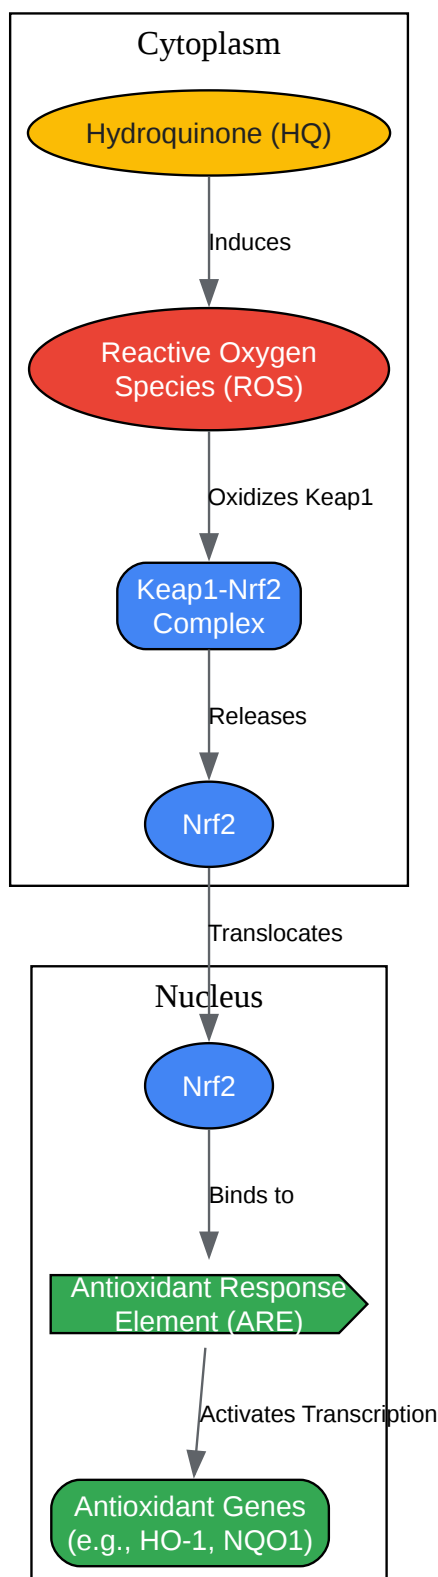 Cytoplasm
Hydroquinone (HQ)
Induces
Reactive Oxygen
Species (ROS)
Oxidizes Keap1
Keap1-Nrf2
Complex
Releases
Nrf2
Translocates
Nucleus
Nrf2
Binds to
Antioxidant Response
Element (ARE)
Activates Transcription
Antioxidant Genes
(e.g., HO-1, NQO1)